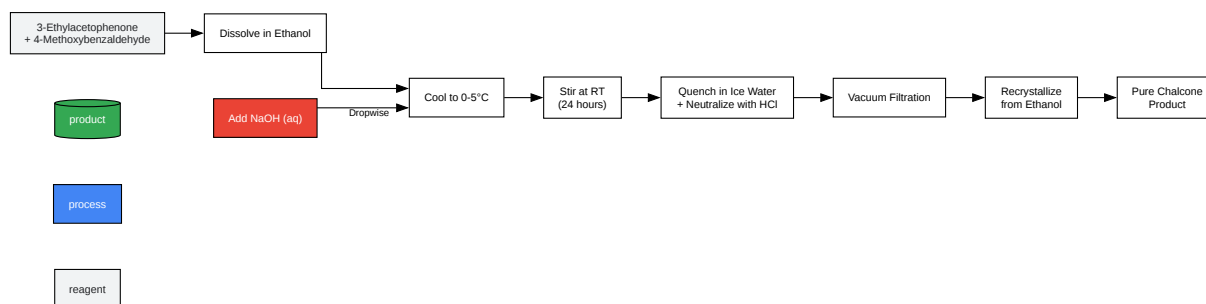 3-Ethylacetophenone
+ 4-Methoxybenzaldehyde
Dissolve in Ethanol
Add NaOH (aq)
Dropwise
Cool to 0-5°C
Stir at RT
(24 hours)
Quench in Ice Water
+ Neutralize with HCl
Vacuum Filtration
Recrystallize
from Ethanol
Pure Chalcone
Product
product
process
reagent